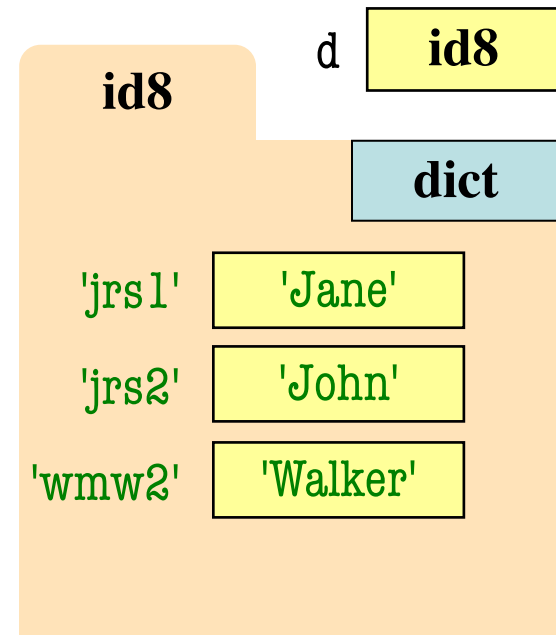 d id8
id8
dict
'jrs1' 'Jane'
'jrs2' 'John'
'wmw2' 'Walker'